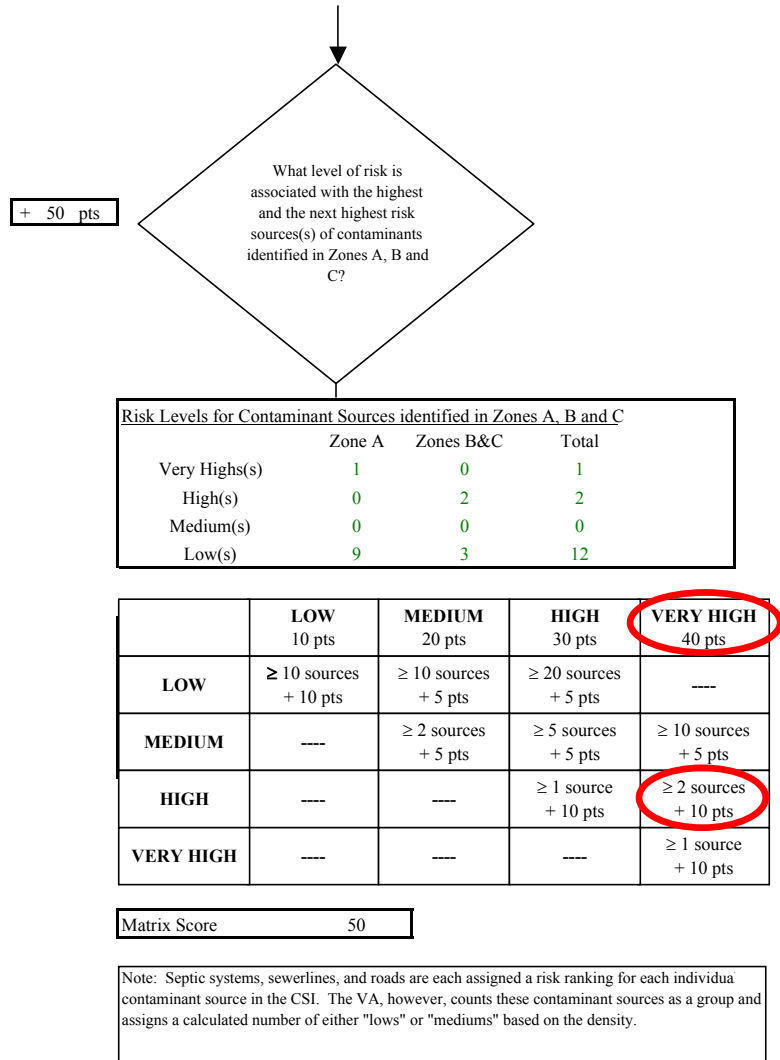 What level of risk is
associated with the highest
and the next highest risk
sources(s) of contaminants
identified in Zones A, B and
C?
+ 50 pts
Risk Levels for Contaminant Sources identified in Zones A, B and C
Zone A Zones B&C Total
Very Highs(s) 1 0 1
High(s) 0 2 2
Medium(s) 0 0 0
Low(s) 9 3 12
LOW MEDIUM HIGH VERY HIGH
10 pts 20 pts 30 pts 40 pts
LOW ≥ 10 sources + 10 pts ≥ 10 sources + 5 pts ≥ 20 sources + 5 pts ----
MEDIUM ---- ≥ 2 sources + 5 pts ≥ 5 sources + 5 pts ≥ 10 sources + 5 pts
HIGH ---- ---- ≥ 1 source + 10 pts ≥ 2 sources + 10 pts
VERY HIGH ---- ---- ---- ≥ 1 source + 10 pts
Matrix Score 50
Note: Septic systems, sewerlines, and roads are each assigned a risk ranking for each individua
contaminant source in the CSI. The VA, however, counts these contaminant sources as a group and
assigns a calculated number of either "lows" or "mediums" based on the density.